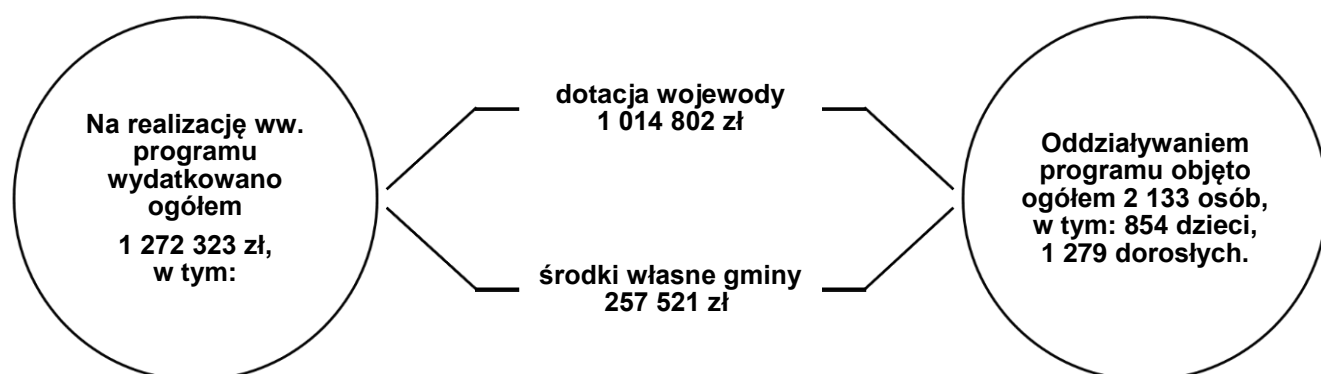 Na realizację ww.
programu
wydatkowano
ogółem
1 272 323 zł,
w tym:
dotacja wojewody
1 014 802 zł
środki własne gminy
257 521 zł
Oddziaływaniem
programu objęto
ogółem 2 133 osób,
w tym: 854 dzieci,
1 279 dorosłych.